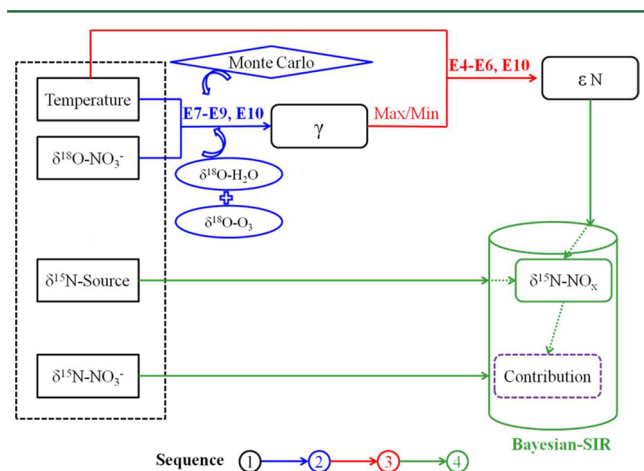 Monte Carlo
E4-E6, E10
ε N
Temperature
E7-E9, E10
γ
Max/Min
δ¹⁸O-NO₃⁻
δ¹⁸O-H₂O
δ¹⁸O-O₃
δ¹⁵N-Source
δ¹⁵N-NOₓ
δ¹⁵N-NO₃⁻
Contribution
Bayesian-SIR
Sequence 1 2 3 4